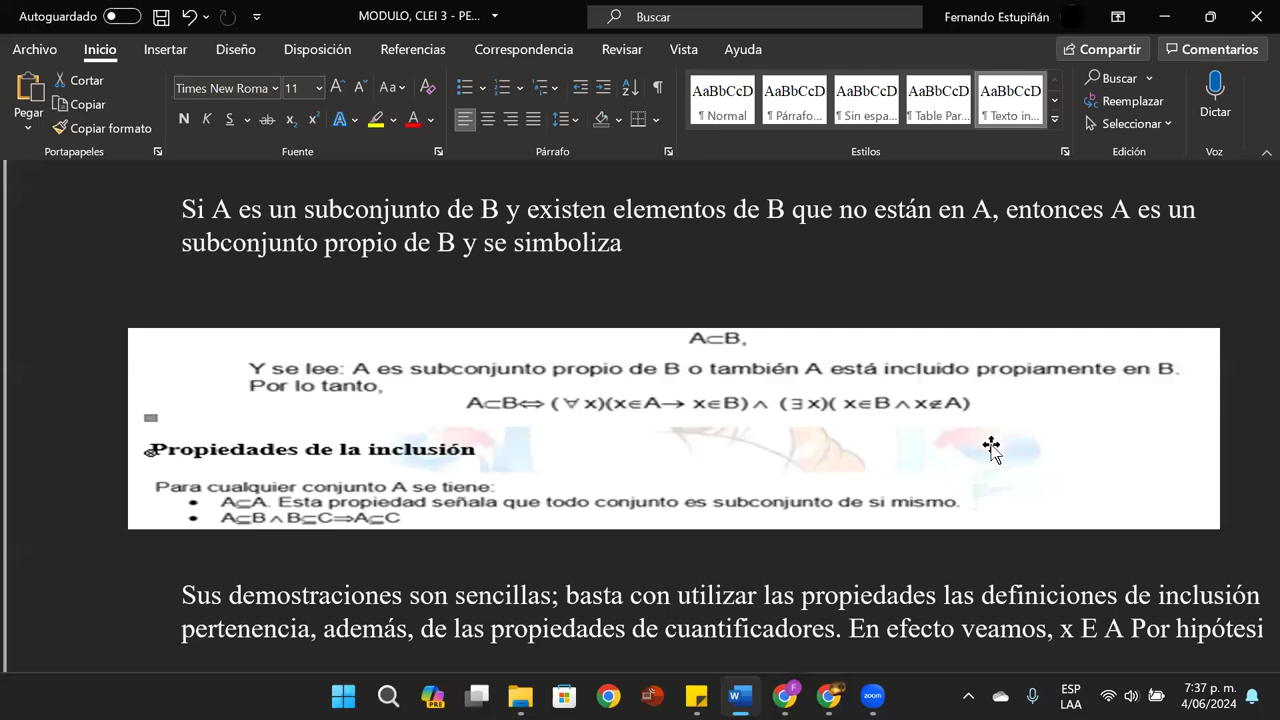 Autoguardado
MODULO, CLEI 3 - PE...
Buscar
Fernando Estupiñán
Archivo Inicio Insertar Diseño Disposición Referencias Correspondencia Revisar Vista Ayuda
Compartir Comentarios
Pegar
Cortar
Copiar
Copiar formato
Portapapeles
Times New Roma 11
Aa
N K S ab x₂ x² A A
Fuente
Párrafo
AaBbCcD AaBbCcD AaBbCcD AaBbCcD AaBbCcD
¶ Normal ¶ Párrafo... ¶ Sin espa... ¶ Table Par... ¶ Texto in...
Estilos
Buscar
Reemplazar
Seleccionar
Edición
Dictar
Voz
Si A es un subconjunto de B y existen elementos de B que no están en A, entonces A es un
subconjunto propio de B y se simboliza
A⊂B,
Y se lee: A es subconjunto propio de B o también A está incluido propiamente en B.
Por lo tanto,
A⊂B⇔ (∀x)(x∈A→ x∈B)∧ (∃x)( x∈B∧x∉A)
Propiedades de la inclusión
Para cualquier conjunto A se tiene:
• A⊆A. Esta propiedad señala que todo conjunto es subconjunto de si mismo.
• A⊆B∧B⊆C⇒A⊆C
Sus demostraciones son sencillas; basta con utilizar las propiedades las definiciones de inclusión
pertenencia, además, de las propiedades de cuantificadores. En efecto veamos, x E A Por hipótesi
PRE
F
zoom
ESP
LAA
7:37 p. m.
4/06/2024